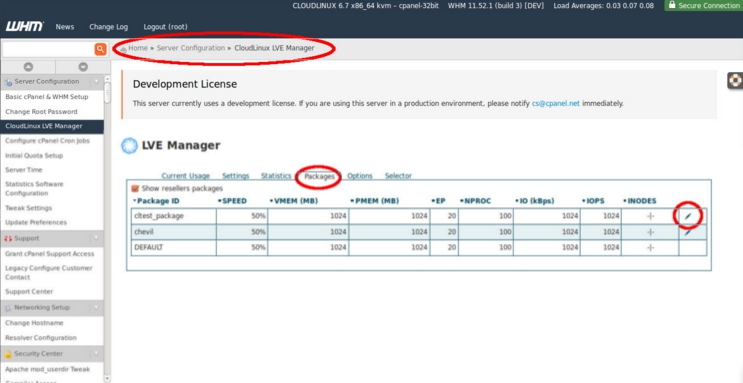 CLOUDLINUX 6.7 x86_64 kvm – cpanel-32bit WHM 11.52.1 (build 3) [DEV] Load Averages: 0.03 0.07 0.08 Secure Connection
WHM News Change Log Logout (root)
Home » Server Configuration » CloudLinux LVE Manager
Server Configuration
Basic cPanel & WHM Setup
Change Root Password
CloudLinux LVE Manager
Configure cPanel Cron Jobs
Initial Quota Setup
Server Time
Statistics Software
Configuration
Tweak Settings
Update Preferences
Support
Grant cPanel Support Access
Legacy Configure Customer
Contact
Support Center
Networking Setup
Change Hostname
Resolver Configuration
Security Center
Apache mod_userdir Tweak
Compiler Access
Development License
This server currently uses a development license. If you are using this server in a production environment, please notify cs@cpanel.net immediately.
LVE Manager
Current Usage Settings Statistics Packages Options Selector
Show resellers packages
Package ID SPEED VMEM (MB) PMEM (MB) EP NPROC IO (kBps) IOPS INODES
cltest_package 50% 1024 1024 20 100 1024 1024 -|-
chevil 50% 1024 1024 20 100 1024 1024 -|-
DEFAULT 50% 1024 1024 20 100 1024 1024 -|-